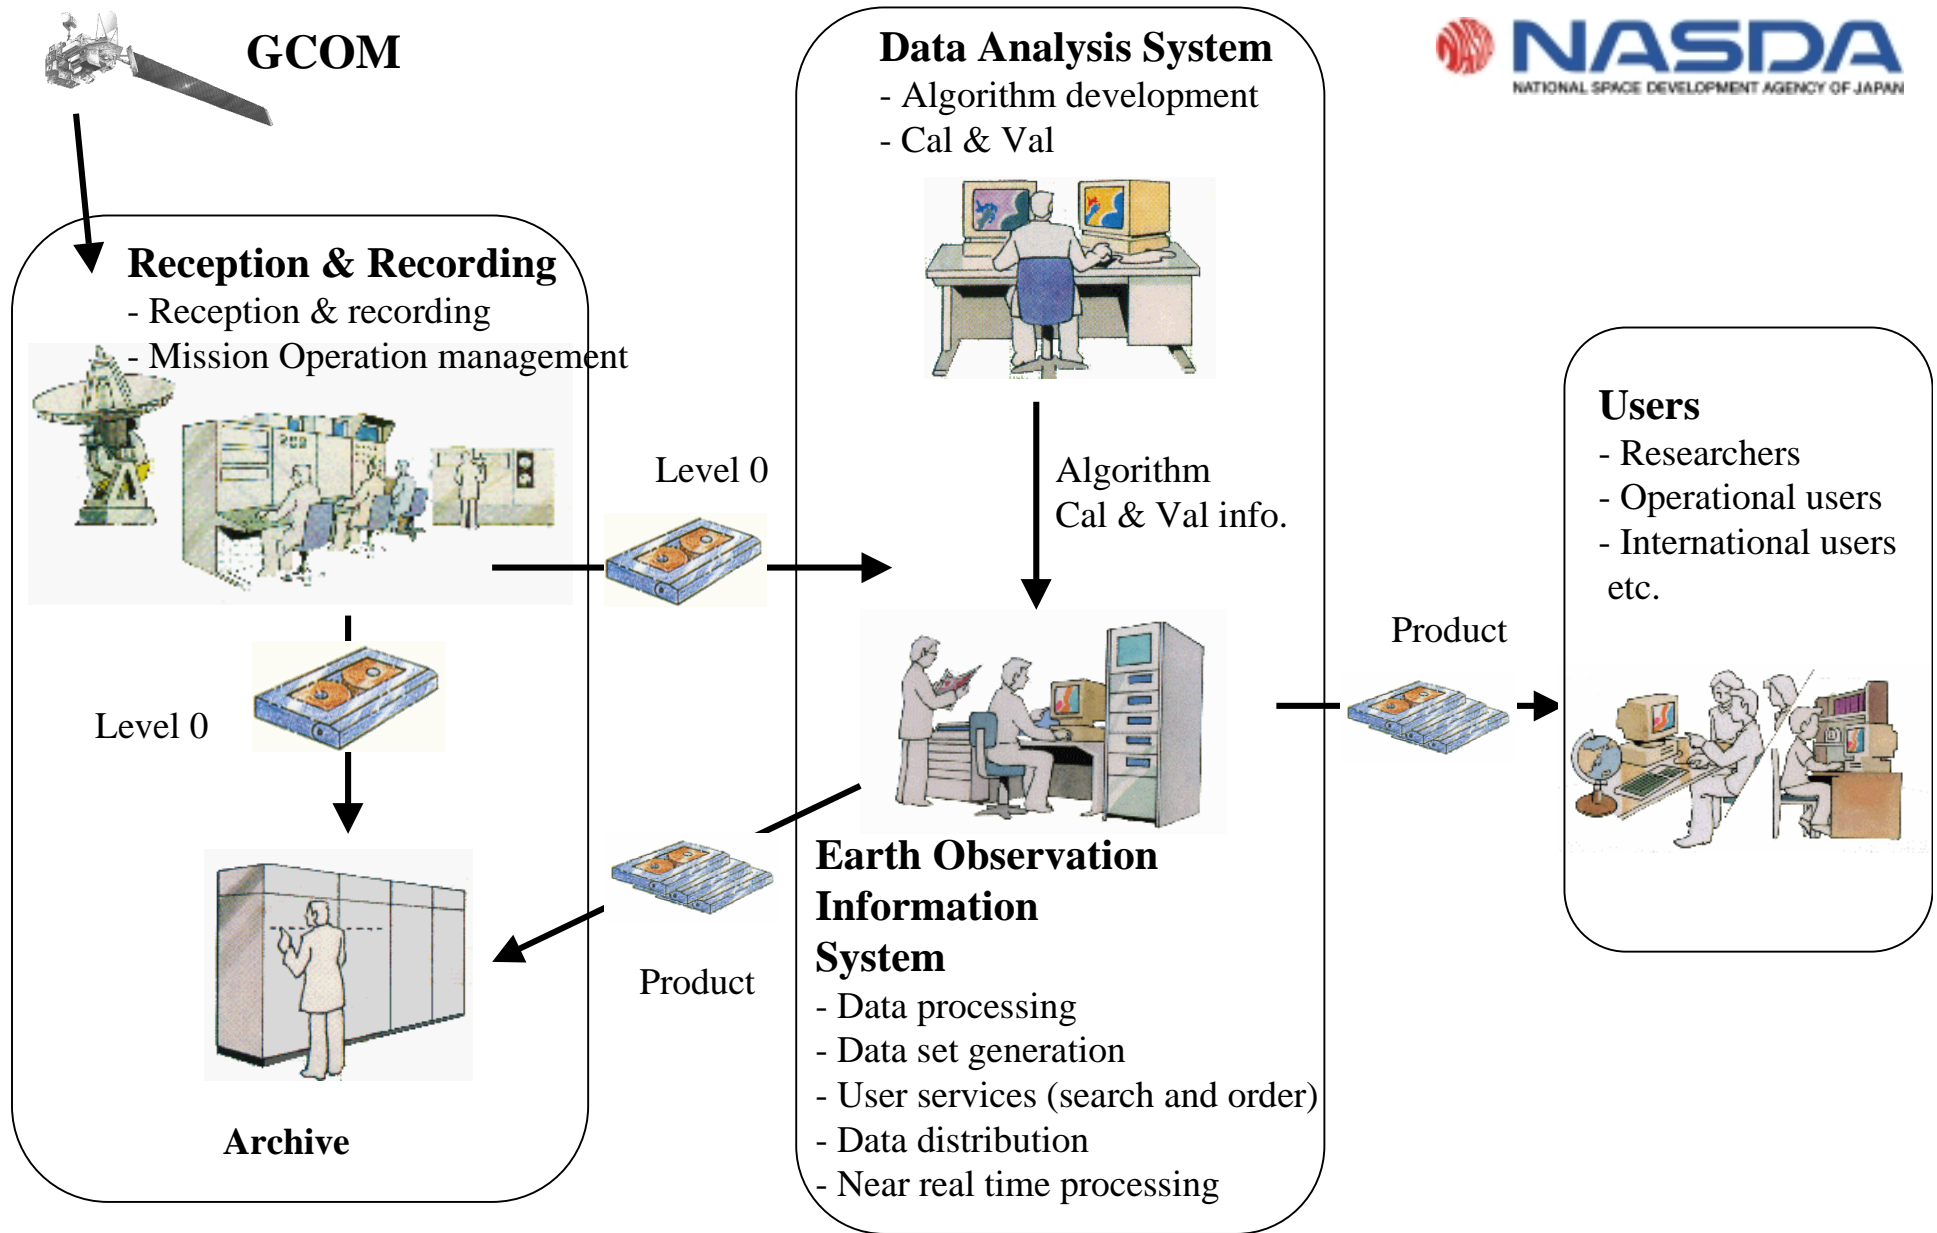 GCOM
Data Analysis System
- Algorithm development
- Cal & Val
NASDA
NATIONAL SPACE DEVELOPMENT AGENCY OF JAPAN
Reception & Recording
- Reception & recording
- Mission Operation management
Level 0
Algorithm
Cal & Val info.
Users
- Researchers
- Operational users
- International users
etc.
Product
Level 0
Product
Earth Observation
Information
System
- Data processing
- Data set generation
- User services (search and order)
- Data distribution
- Near real time processing
Archive